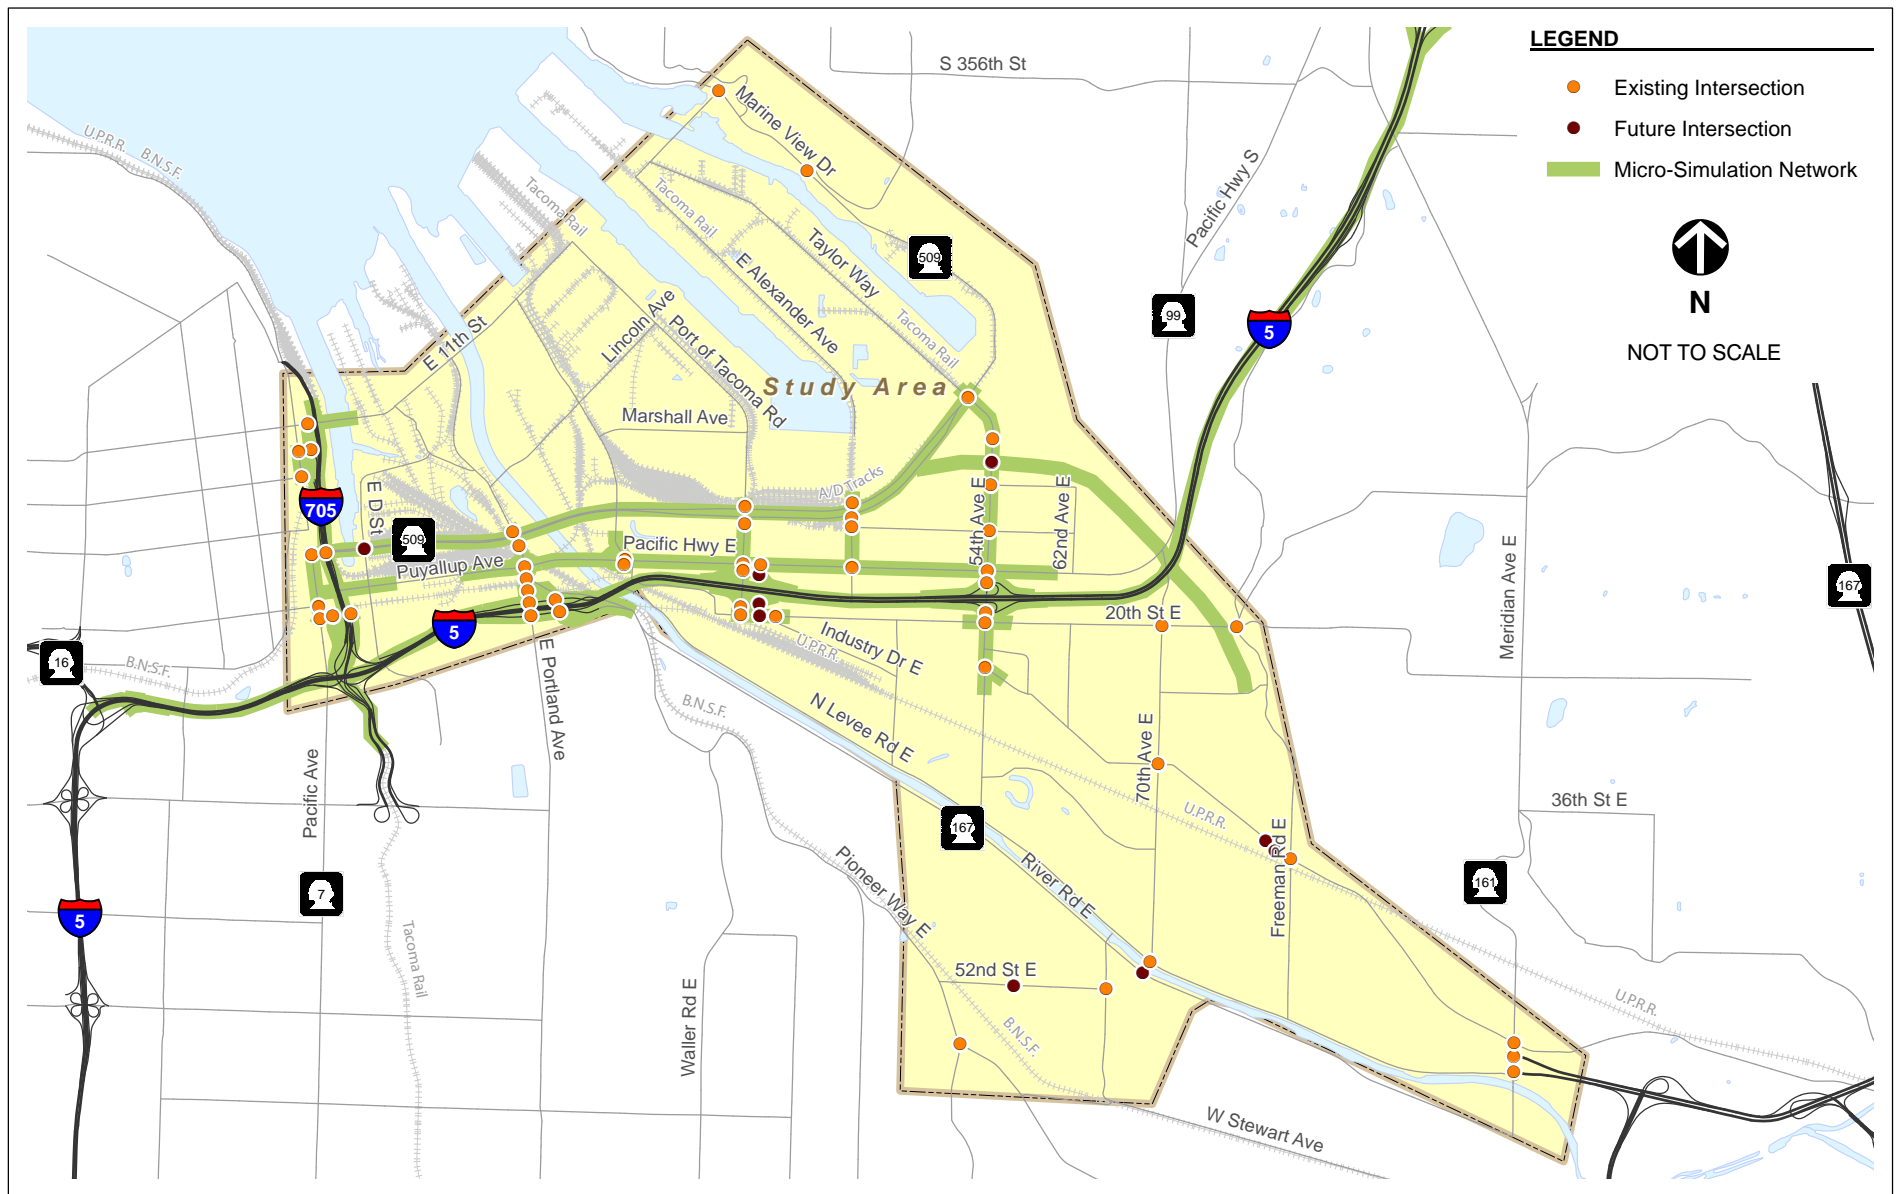 LEGEND
Existing Intersection
Future Intersection
Micro-Simulation Network
N
NOT TO SCALE
S 356th St
Marine View Dr
U.P.R.R.
B.N.S.F.
Tacoma Rail
Tacoma Rail
Pacific Hwy S
509
Taylor Way
E Alexander Ave
Tacoma Rail
99
5
Lincoln Ave
Port of Tacoma Rd
E 11th St
Study Area
Marshall Ave
A/D Tracks
705
E D St
509
Pacific Hwy E
Puyallup Ave
54th Ave E
62nd Ave E
20th St E
Meridian Ave E
167
5
16
B.N.S.F.
E Portland Ave
Industry Dr E
U.P.R.R.
B.N.S.F.
N Levee Rd E
70th Ave E
Pacific Ave
U.P.R.R.
36th St E
167
Freeman Rd E
River Rd E
Pioneer Way E
161
7
5
Tacoma Rail
52nd St E
Waller Rd E
B.N.S.F.
U.P.R.R.
W Stewart Ave